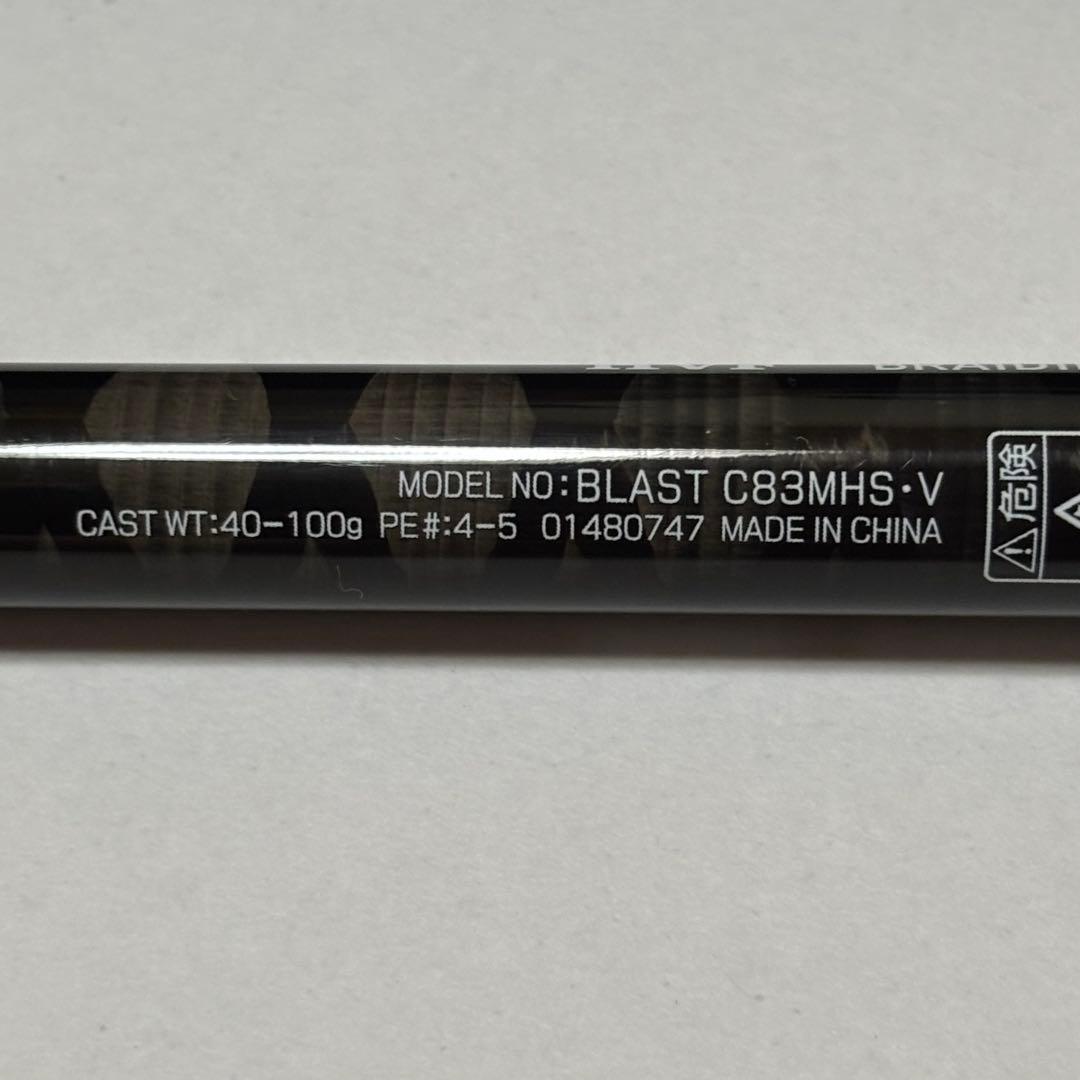 MODEL NO:BLAST C83MHS・V
CAST WT:40-100g PE#:4-5 01480747 MADE IN CHINA
危険